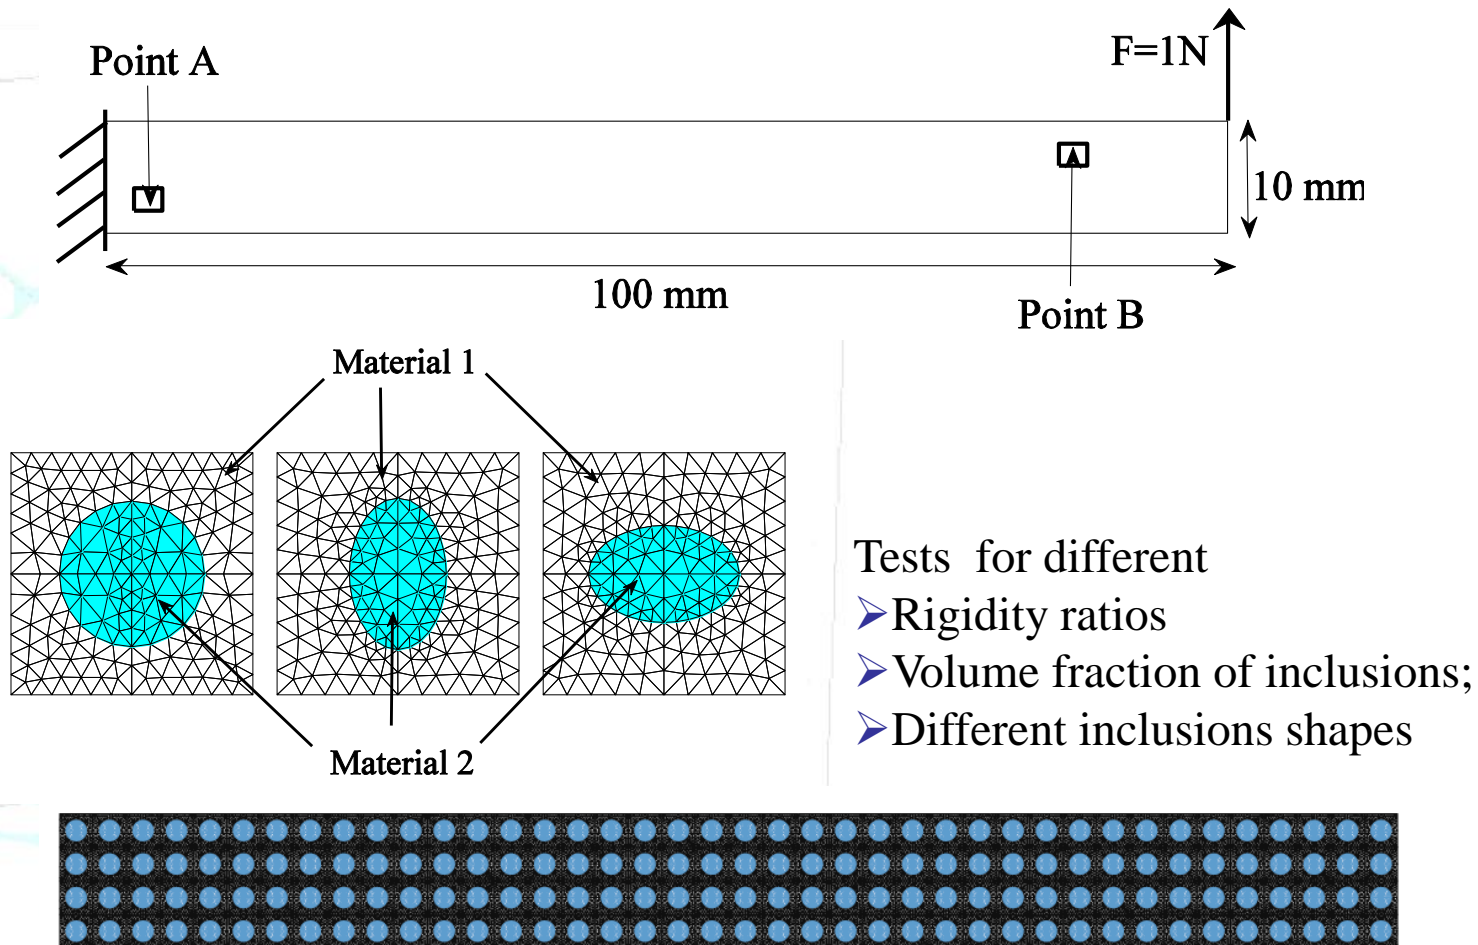 Point A
F=1N
10 mm
100 mm
Point B
Material 1
Material 2
Tests for different
➢Rigidity ratios
➢Volume fraction of inclusions;
➢Different inclusions shapes